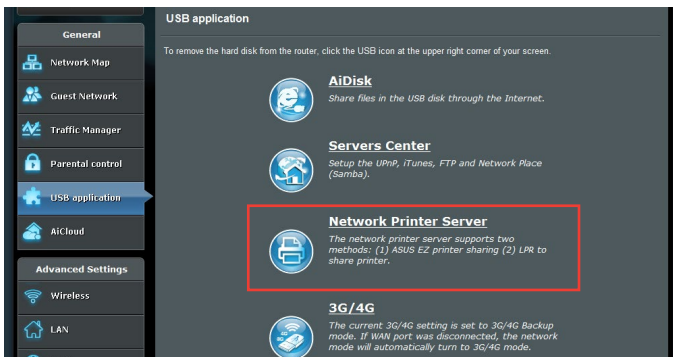 USB application
To remove the hard disk from the router, click the USB icon at the upper right corner of your screen.
General
Network Map
Guest Network
Traffic Manager
Parental control
USB application
AiCloud
Advanced Settings
Wireless
LAN
AiDisk
Share files in the USB disk through the Internet.
Servers Center
Setup the UPnP, iTunes, FTP and Network Place
(Samba).
Network Printer Server
The network printer server supports two
methods: (1) ASUS EZ printer sharing (2) LPR to
share printer.
3G/4G
The current 3G/4G setting is set to 3G/4G Backup
mode. If WAN port was disconnected, the network
mode will automatically turn to 3G/4G mode.